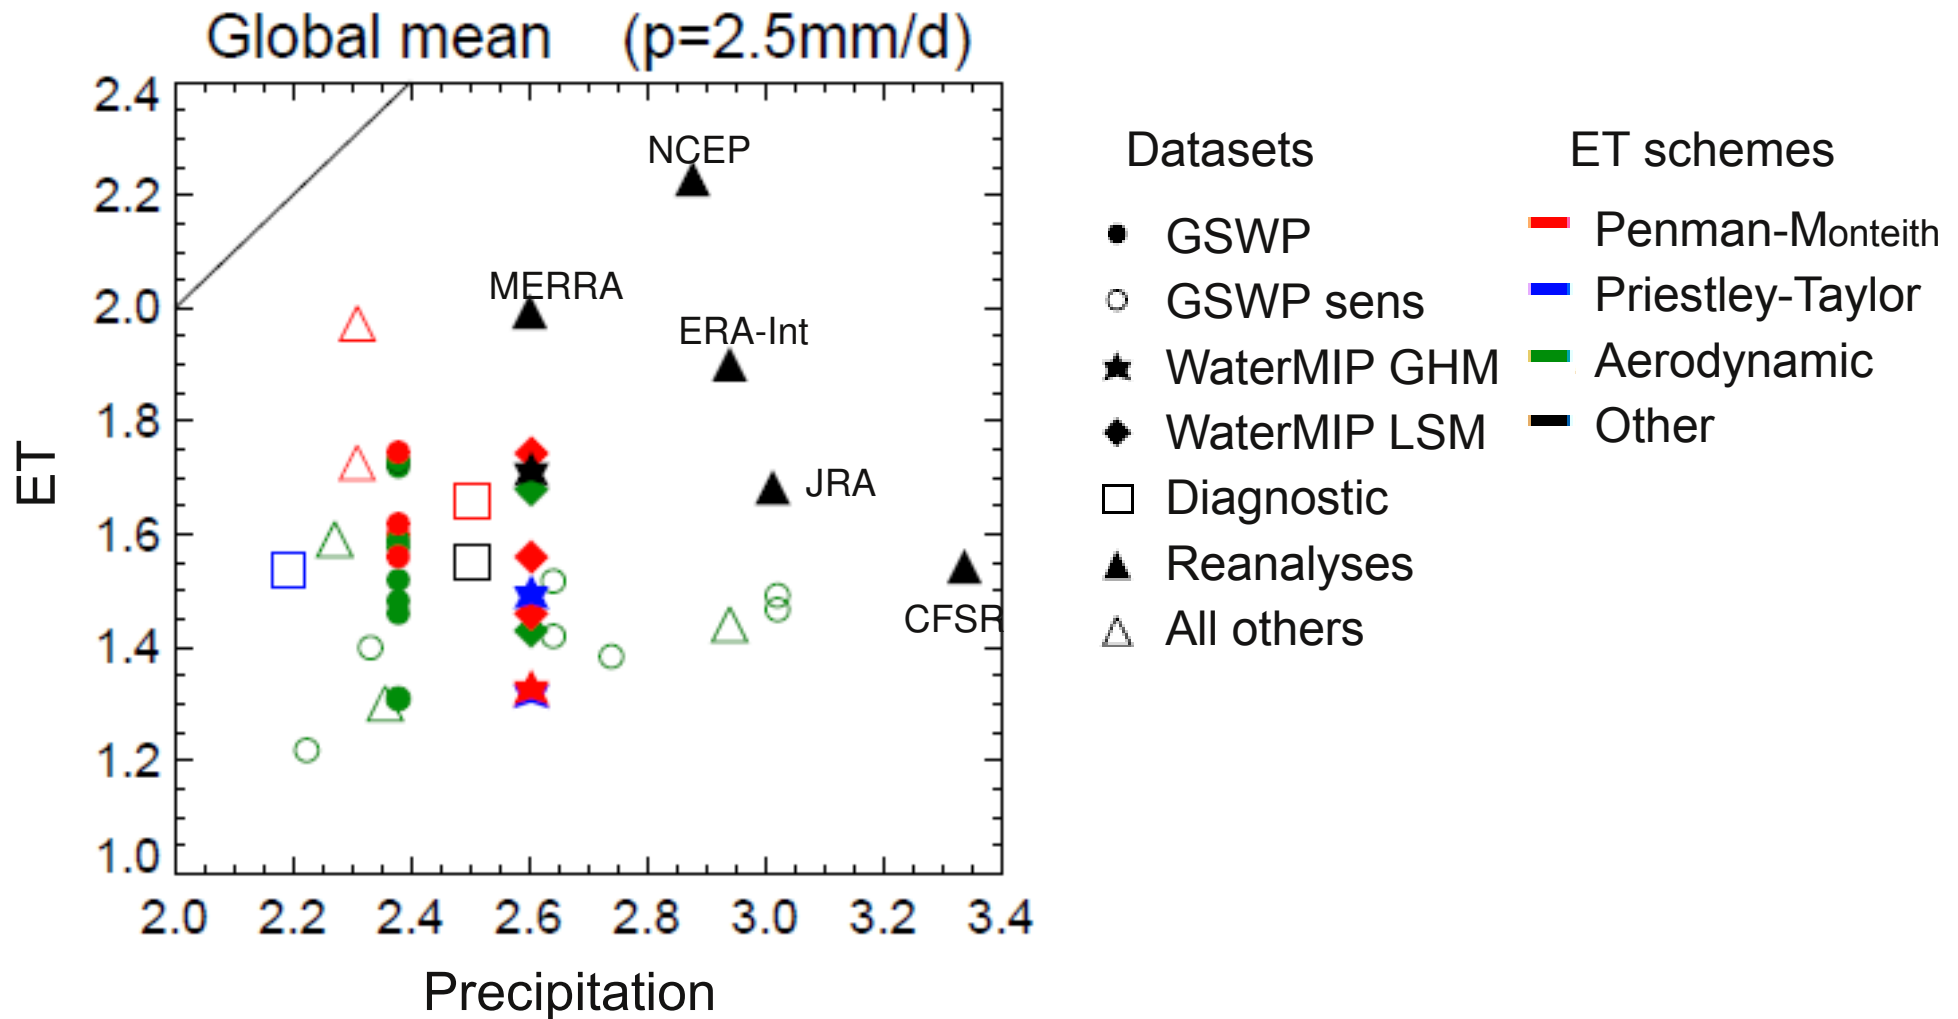 Global mean (p=2.5mm/d)
2.4
2.2
2.0
1.8
1.6
1.4
1.2
1.0
ET
NCEP
MERRA
ERA-Int
JRA
CFSR
2.0 2.2 2.4 2.6 2.8 3.0 3.2 3.4
Precipitation
Datasets
GSWP
GSWP sens
WaterMIP GHM
WaterMIP LSM
Diagnostic
Reanalyses
All others
ET schemes
Penman-Monteith
Priestley-Taylor
Aerodynamic
Other